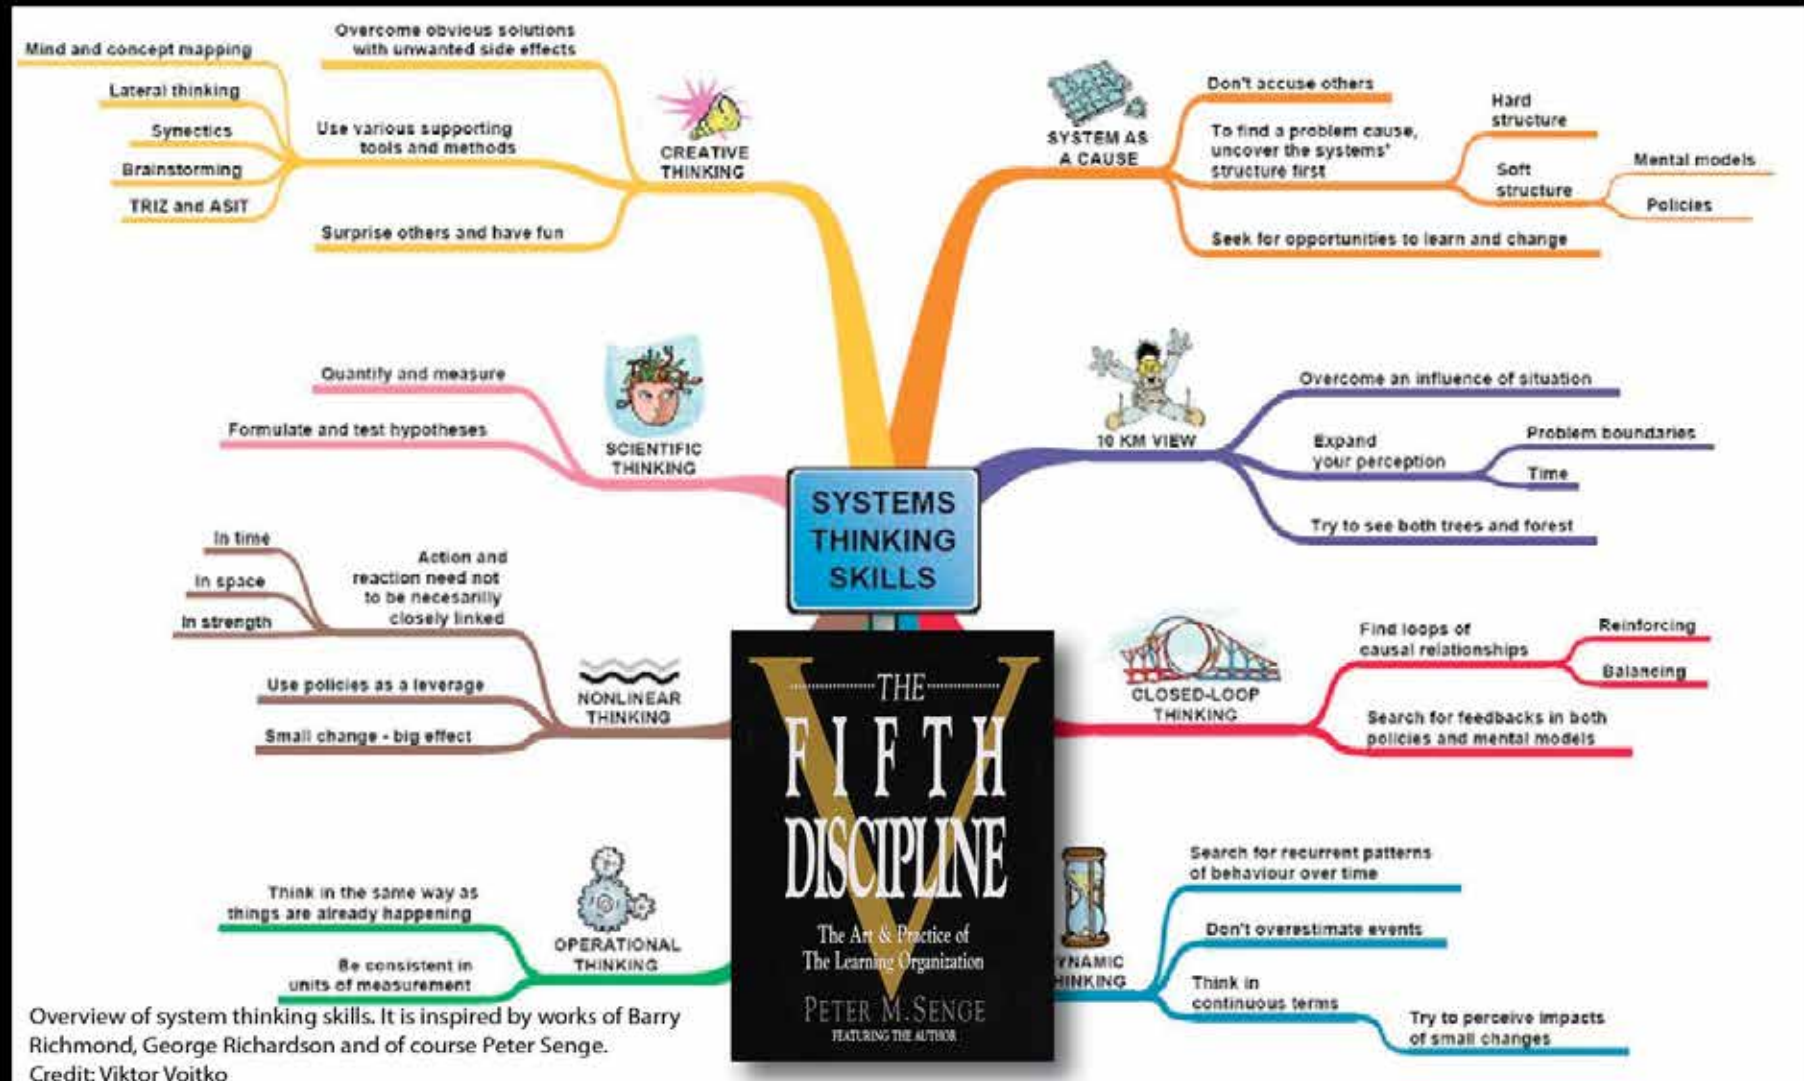 Overcome obvious solutions
with unwanted side effects
Mind and concept mapping
Lateral thinking
Synectics
Brainstorming
TRIZ and ASIT
Use various supporting
tools and methods
Surprise others and have fun
CREATIVE
THINKING
SYSTEM AS
A CAUSE
Don't accuse others
To find a problem cause,
uncover the systems'
structure first
Hard
structure
Soft
structure
Mental models
Policies
Seek for opportunities to learn and change
Quantify and measure
Formulate and test hypotheses
SCIENTIFIC
THINKING
10 KM VIEW
Overcome an influence of situation
Expand
your perception
Problem boundaries
Time
Try to see both trees and forest
SYSTEMS
THINKING
SKILLS
In time
In space
In strength
Action and
reaction need not
to be necesarilly
closely linked
Use policies as a leverage
Small change - big effect
NONLINEAR
THINKING
CLOSED-LOOP
THINKING
Find loops of
causal relationships
Reinforcing
Balancing
Search for feedbacks in both
policies and mental models
THE
FIFTH
DISCIPLINE
The Art & Practice of
The Learning Organization
PETER M. SENGE
FEATURING THE AUTHOR
Think in the same way as
things are already happening
Be consistent in
units of measurement
OPERATIONAL
THINKING
YNAMIC
HINKING
Search for recurrent patterns
of behaviour over time
Don't overestimate events
Think in
continuous terms
Try to perceive impacts
of small changes
Overview of system thinking skills. It is inspired by works of Barry
Richmond, George Richardson and of course Peter Senge.
Credit: Viktor Vojtko